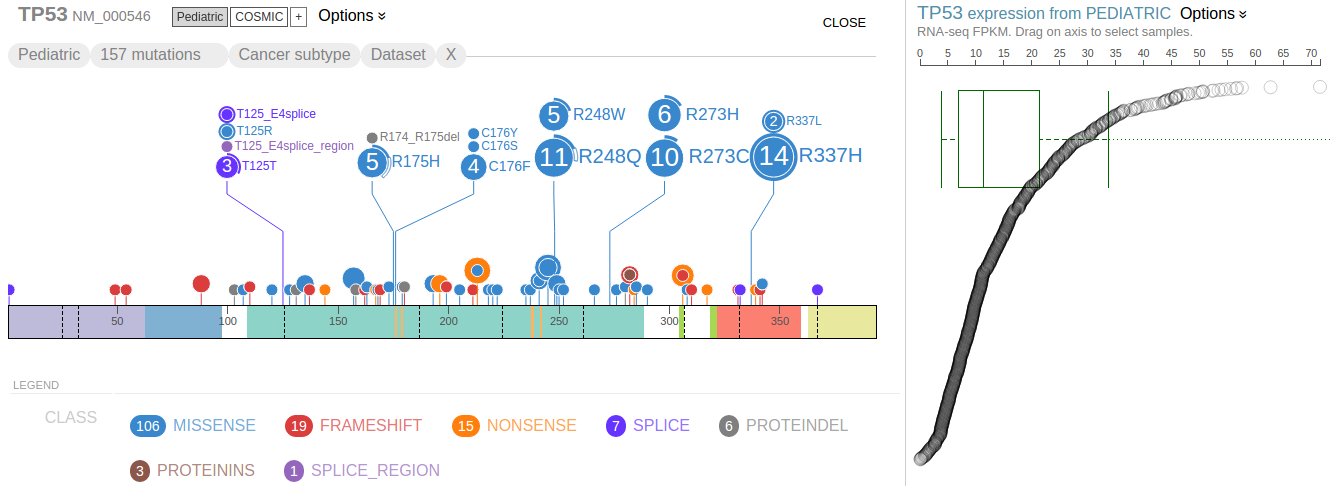 TP53 NM_000546 Pediatric COSMIC + Options
CLOSE
Pediatric 157 mutations Cancer subtype Dataset X
T125_E4splice
T125R
T125_E4splice_region
3 T125T
R174_R175del
5 R175H
C176Y
C176S
4 C176F
5 R248W
11 R248Q
6 R273H
10 R273C
2 R337L
14 R337H
50 100 150 200 250 300 350
LEGEND
CLASS
106 MISSENSE 19 FRAMESHIFT 15 NONSENSE 7 SPLICE 6 PROTEINDEL
3 PROTEININS 1 SPLICE_REGION
TP53 expression from PEDIATRIC Options
RNA-seq FPKM. Drag on axis to select samples.
0 5 10 15 20 25 30 35 40 45 50 55 60 65 70